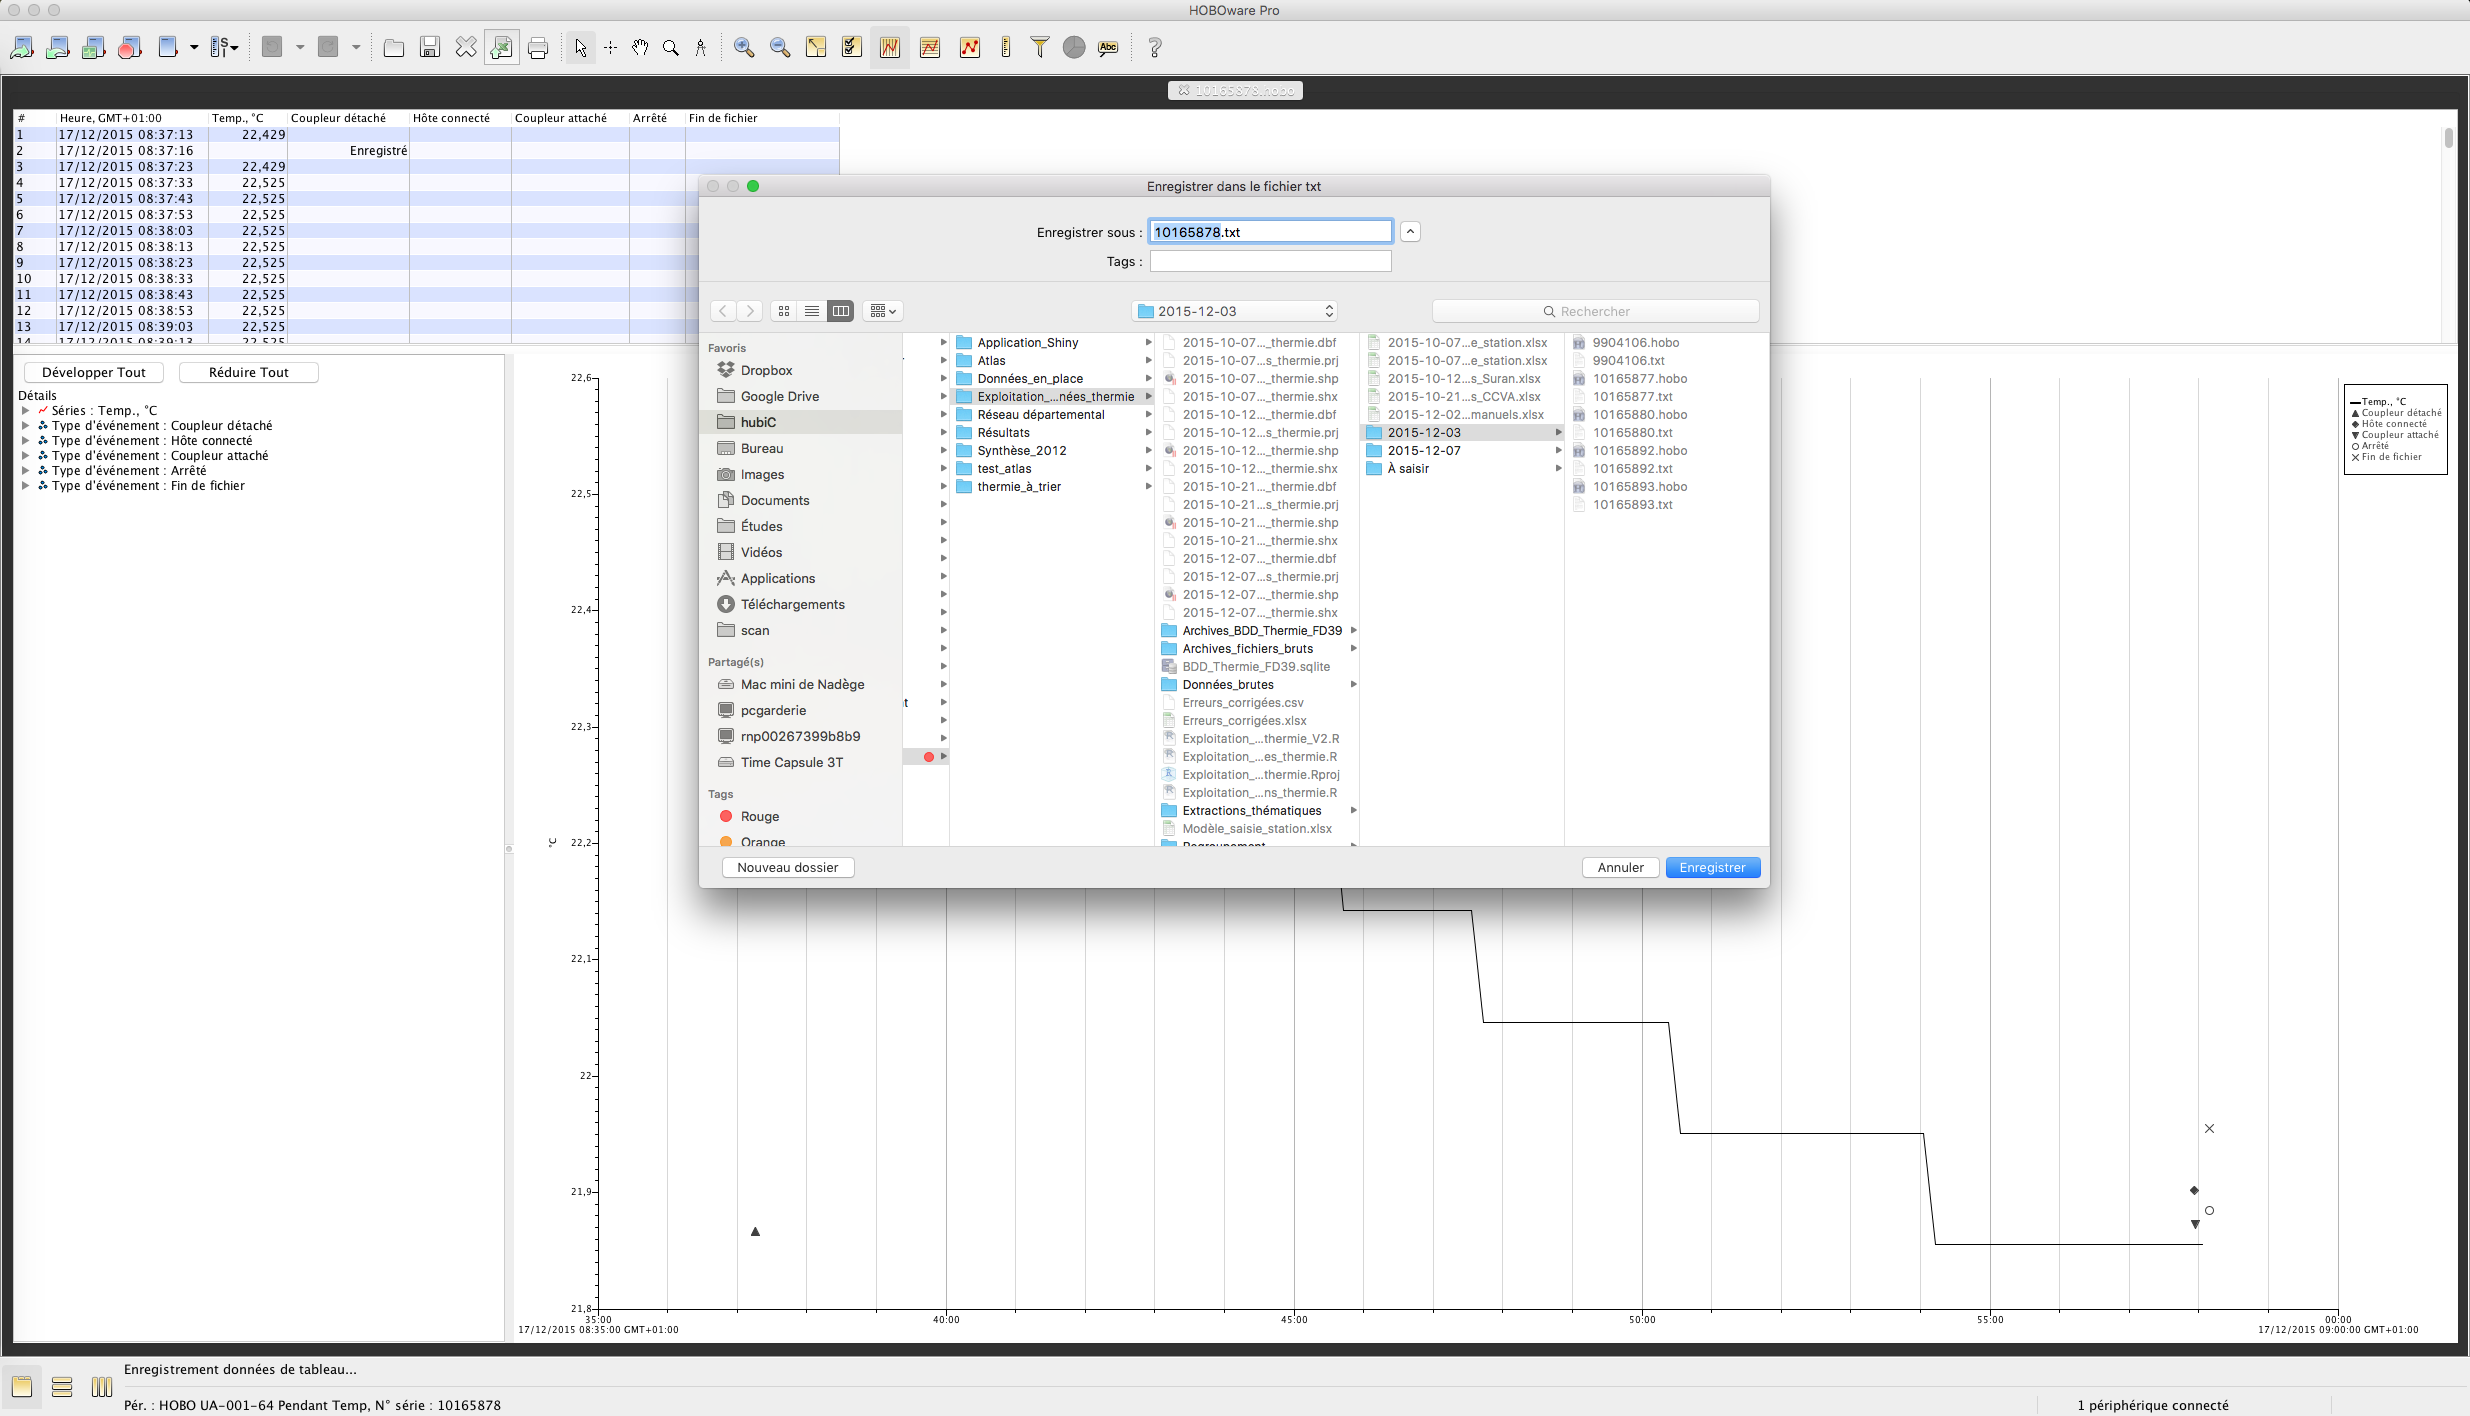 HOBOware Pro
10165878.hobo
# Heure, GMT+01:00 Temp., °C Coupleur détaché Hôte connecté Coupleur attaché Arrêté Fin de fichier
1 17/12/2015 08:37:13 22,429
2 17/12/2015 08:37:16 Enregistré
3 17/12/2015 08:37:23 22,429
4 17/12/2015 08:37:33 22,525
5 17/12/2015 08:37:43 22,525
6 17/12/2015 08:37:53 22,525
7 17/12/2015 08:38:03 22,525
8 17/12/2015 08:38:13 22,525
9 17/12/2015 08:38:23 22,525
10 17/12/2015 08:38:33 22,525
11 17/12/2015 08:38:43 22,525
12 17/12/2015 08:38:53 22,525
13 17/12/2015 08:39:03 22,525
14 17/12/2015 08:39:13 22,525
Développer Tout Réduire Tout
Détails
Séries : Temp., °C
Type d'événement : Coupleur détaché
Type d'événement : Hôte connecté
Type d'événement : Coupleur attaché
Type d'événement : Arrêté
Type d'événement : Fin de fichier
Enregistrer dans le fichier txt
Enregistrer sous : 10165878.txt
Tags :
2015-12-03
Rechercher
Favoris
Dropbox
Google Drive
hubiC
Bureau
Images
Documents
Études
Vidéos
Applications
Téléchargements
scan
Partagé(s)
Mac mini de Nadège
pcgarderie
rnp00267399b8b9
Time Capsule 3T
Tags
Rouge
Orange
t
Application_Shiny
Atlas
Données_en_place
Exploitation_...nées_thermie
Réseau départemental
Résultats
Synthèse_2012
test_atlas
thermie_à_trier
2015-10-07..._thermie.dbf
2015-10-07...s_thermie.prj
2015-10-07..._thermie.shp
2015-10-07..._thermie.shx
2015-10-12..._thermie.dbf
2015-10-12...s_thermie.prj
2015-10-12..._thermie.shp
2015-10-12..._thermie.shx
2015-10-21..._thermie.dbf
2015-10-21...s_thermie.prj
2015-10-21..._thermie.shp
2015-10-21..._thermie.shx
2015-12-07..._thermie.dbf
2015-12-07...s_thermie.prj
2015-12-07..._thermie.shp
2015-12-07..._thermie.shx
Archives_BDD_Thermie_FD39
Archives_fichiers_bruts
BDD_Thermie_FD39.sqlite
Données_brutes
Erreurs_corrigées.csv
Erreurs_corrigées.xlsx
Exploitation_...thermie_V2.R
Exploitation_...es_thermie.R
Exploitation_...thermie.Rproj
Exploitation_...ns_thermie.R
Extractions_thématiques
Modèle_saisie_station.xlsx
Regroupement
2015-10-07...e_station.xlsx
2015-10-07...e_station.xlsx
2015-10-12...s_Suran.xlsx
2015-10-21...s_CCVA.xlsx
2015-12-02...manuels.xlsx
2015-12-03
2015-12-07
À saisir
9904106.hobo
9904106.txt
10165877.hobo
10165877.txt
10165880.hobo
10165880.txt
10165892.hobo
10165892.txt
10165893.hobo
10165893.txt
Nouveau dossier Annuler Enregistrer
Temp., °C
Coupleur détaché
Hôte connecté
Coupleur attaché
Arrêté
Fin de fichier
°C
22,6
22,5
22,4
22,3
22,2
22,1
22
21,9
21,8
35:00 40:00 45:00 50:00 55:00 00:00
17/12/2015 08:35:00 GMT+01:00 17/12/2015 09:00:00 GMT+01:00
Enregistrement données de tableau...
Pér. : HOBO UA-001-64 Pendant Temp, N° série : 10165878
1 périphérique connecté
S
Abc
?